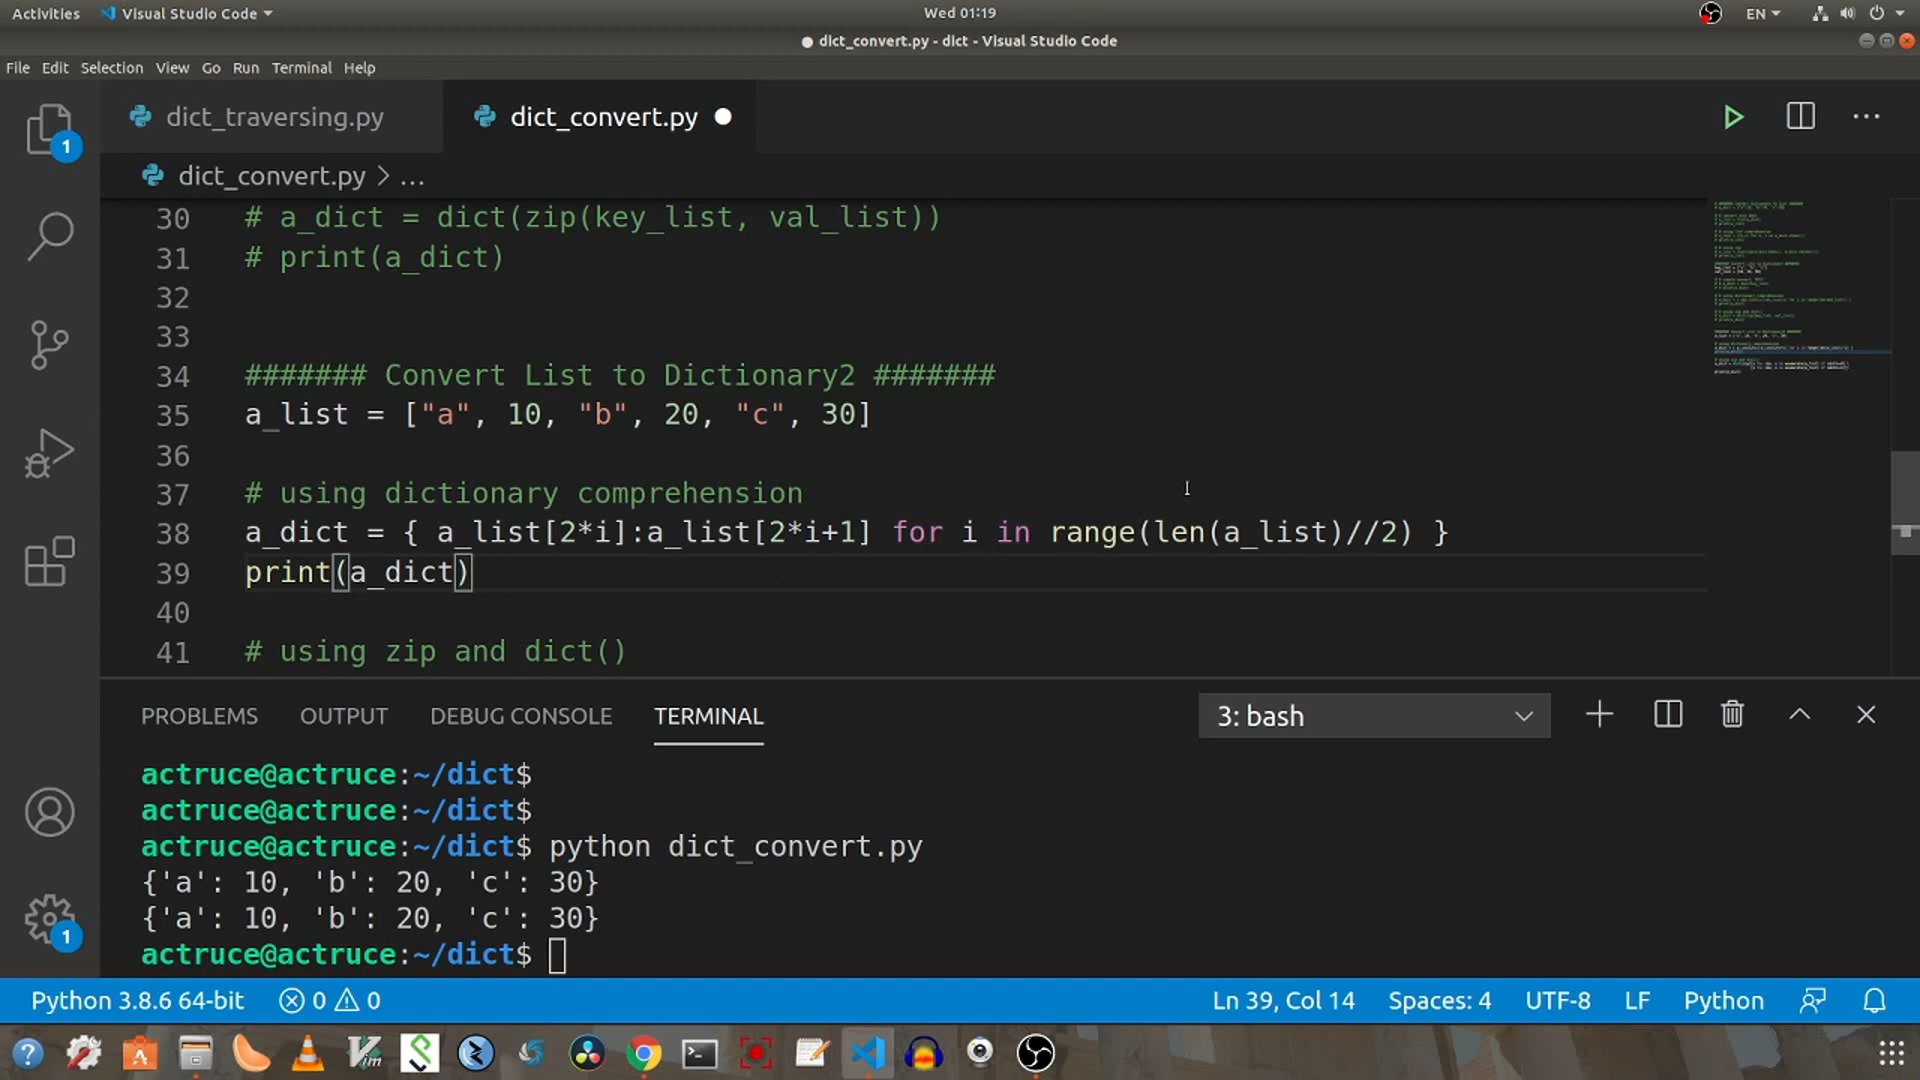 Activities Visual Studio Code Wed 01:19 EN
dict_convert.py - dict - Visual Studio Code
File Edit Selection View Go Run Terminal Help
dict_traversing.py dict_convert.py
1
dict_convert.py > ...
30 # a_dict = dict(zip(key_list, val_list))
31 # print(a_dict)
32
33
34 ####### Convert List to Dictionary2 #######
35 a_list = ["a", 10, "b", 20, "c", 30]
36
37 # using dictionary comprehension
38 a_dict = { a_list[2*i]:a_list[2*i+1] for i in range(len(a_list)//2) }
39 print(a_dict)
40
41 # using zip and dict()
PROBLEMS OUTPUT DEBUG CONSOLE TERMINAL 3: bash
actruce@actruce:~/dict$
actruce@actruce:~/dict$
actruce@actruce:~/dict$ python dict_convert.py
{'a': 10, 'b': 20, 'c': 30}
{'a': 10, 'b': 20, 'c': 30}
1
actruce@actruce:~/dict$
Python 3.8.6 64-bit 0 0 Ln 39, Col 14 Spaces: 4 UTF-8 LF Python